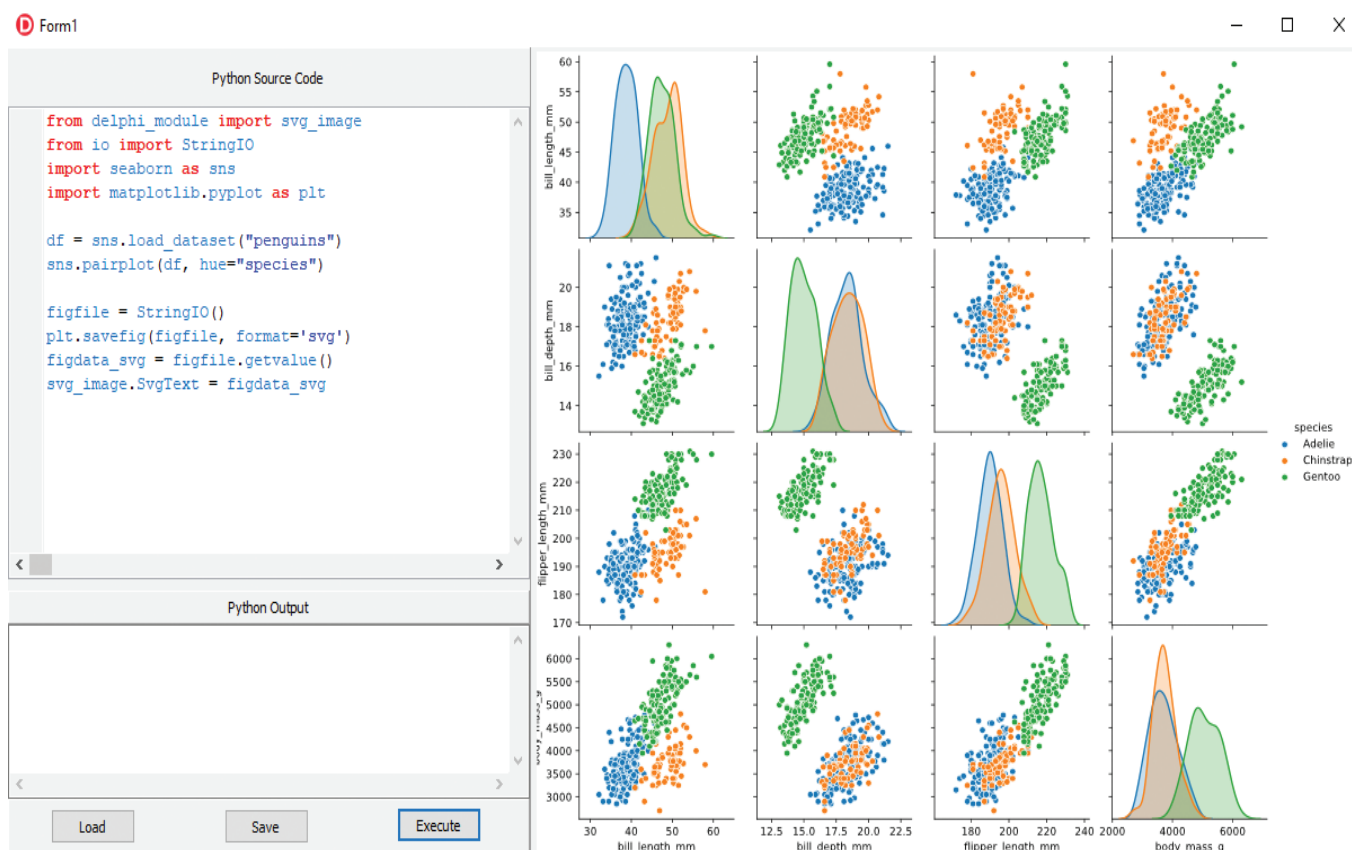 Form1
Python Source Code
from delphi_module import svg_image
from io import StringIO
import seaborn as sns
import matplotlib.pyplot as plt
df = sns.load_dataset("penguins")
sns.pairplot(df, hue="species")
figfile = StringIO()
plt.savefig(figfile, format='svg')
figdata_svg = figfile.getvalue()
svg_image.SvgText = figdata_svg
Python Output
Load
Save
Execute
bill_length_mm
60
55
50
45
40
35
bill_depth_mm
20
18
16
14
flipper_length_mm
230
220
210
200
190
180
170
body_mass_g
6000
5500
5000
4500
4000
3500
3000
30 40 50 60
bill_length_mm
12.5 15.0 17.5 20.0 22.5
bill_depth_mm
180 200 220 240
flipper_length_mm
2000 4000 6000
body_mass_g
species
Adelie
Chinstrap
Gentoo